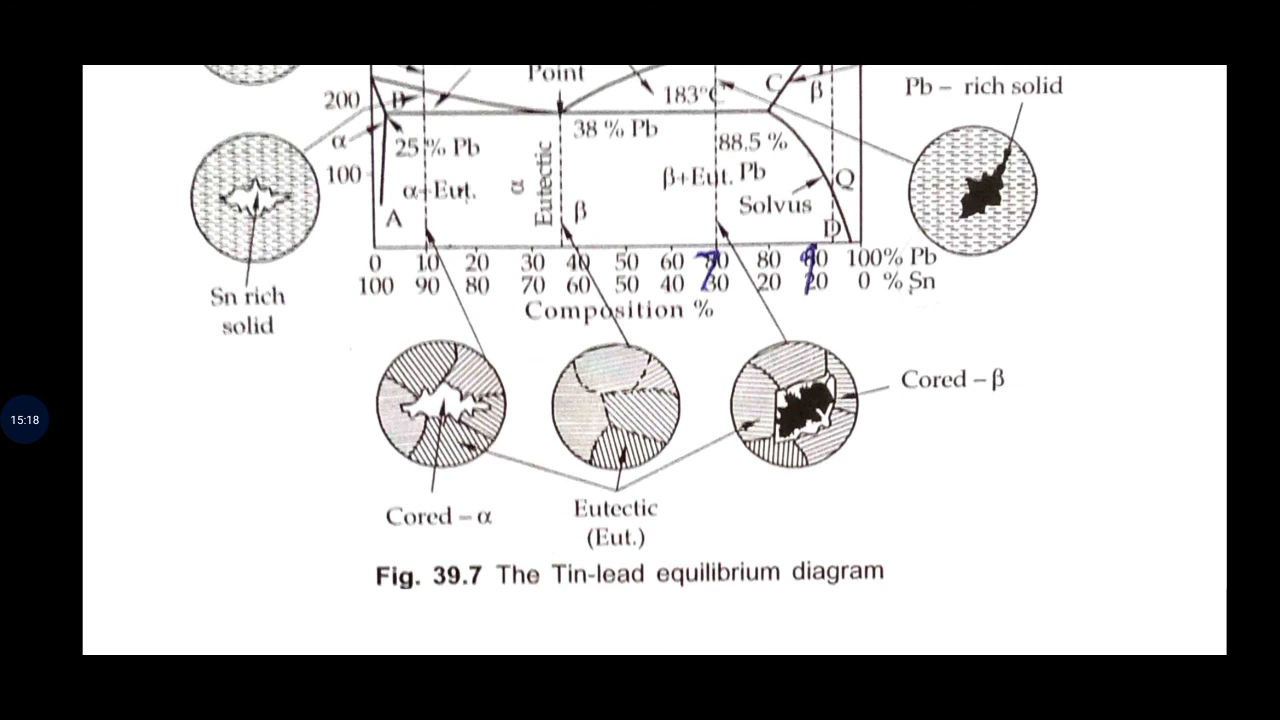 Point
200
B
183°C
C
β
Pb – rich solid
α
25 % Pb
38 % Pb
88.5 %
Pb
100
α+Eut.
α
Eutectic
β
β+Eut.
Solvus
Q
A
D
0 10 20 30 40 50 60 70 80 90 100% Pb
100 90 80 70 60 50 40 30 20 0 % Sn
Composition %
Sn rich
solid
15:18
Cored – β
Cored – α
Eutectic
(Eut.)
Fig. 39.7 The Tin-lead equilibrium diagram